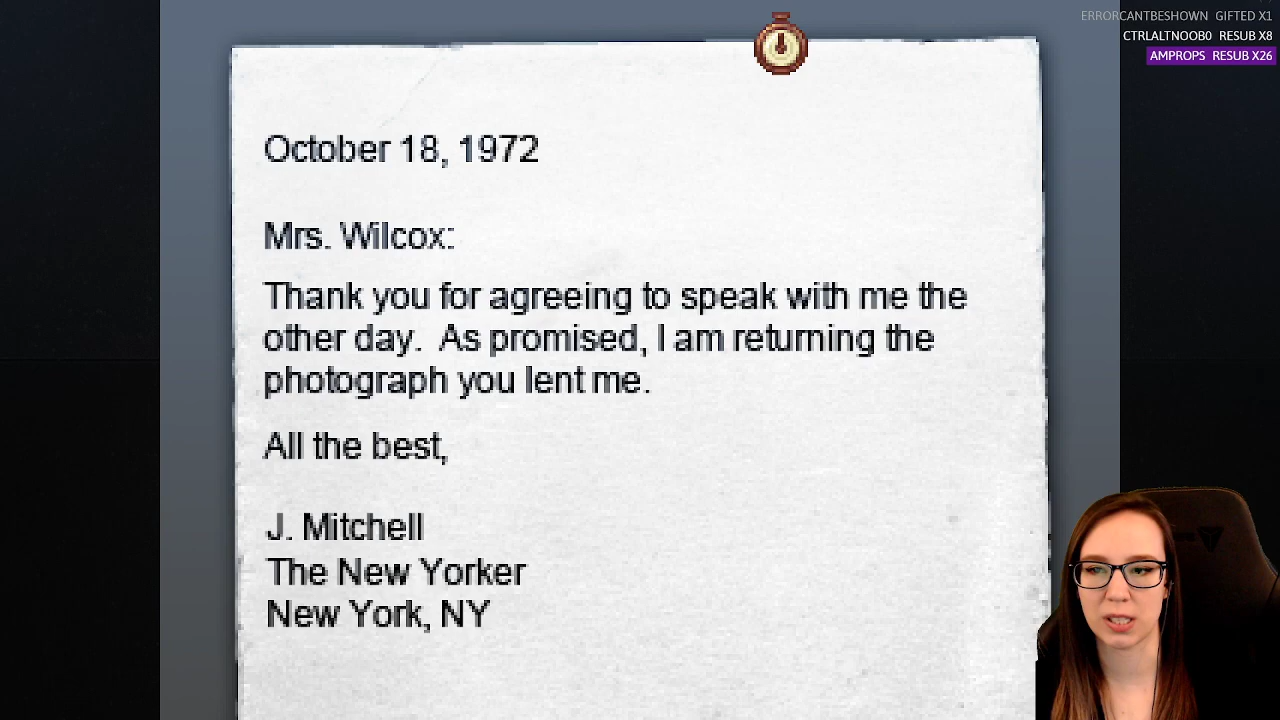 ERRORCANTBESHOWN GIFTED X1
CTRLALTNOOB0 RESUB X8
AMPROPS RESUB X26
October 18, 1972
Mrs. Wilcox:
Thank you for agreeing to speak with me the
other day.  As promised, I am returning the
photograph you lent me.
All the best,
J. Mitchell
The New Yorker
New York, NY